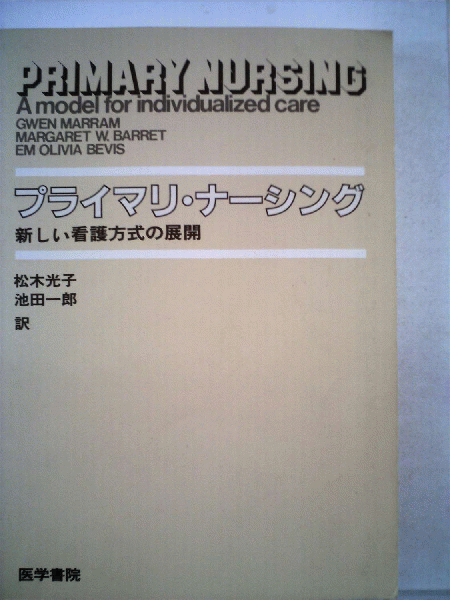 PRIMARY NURSING
A model for individualized care
GWEN MARRAM
MARGARET W. BARRET
EM OLIVIA BEVIS
プライマリ・ナーシング
新しい看護方式の展開
松木光子
池田一郎
訳
医学書院